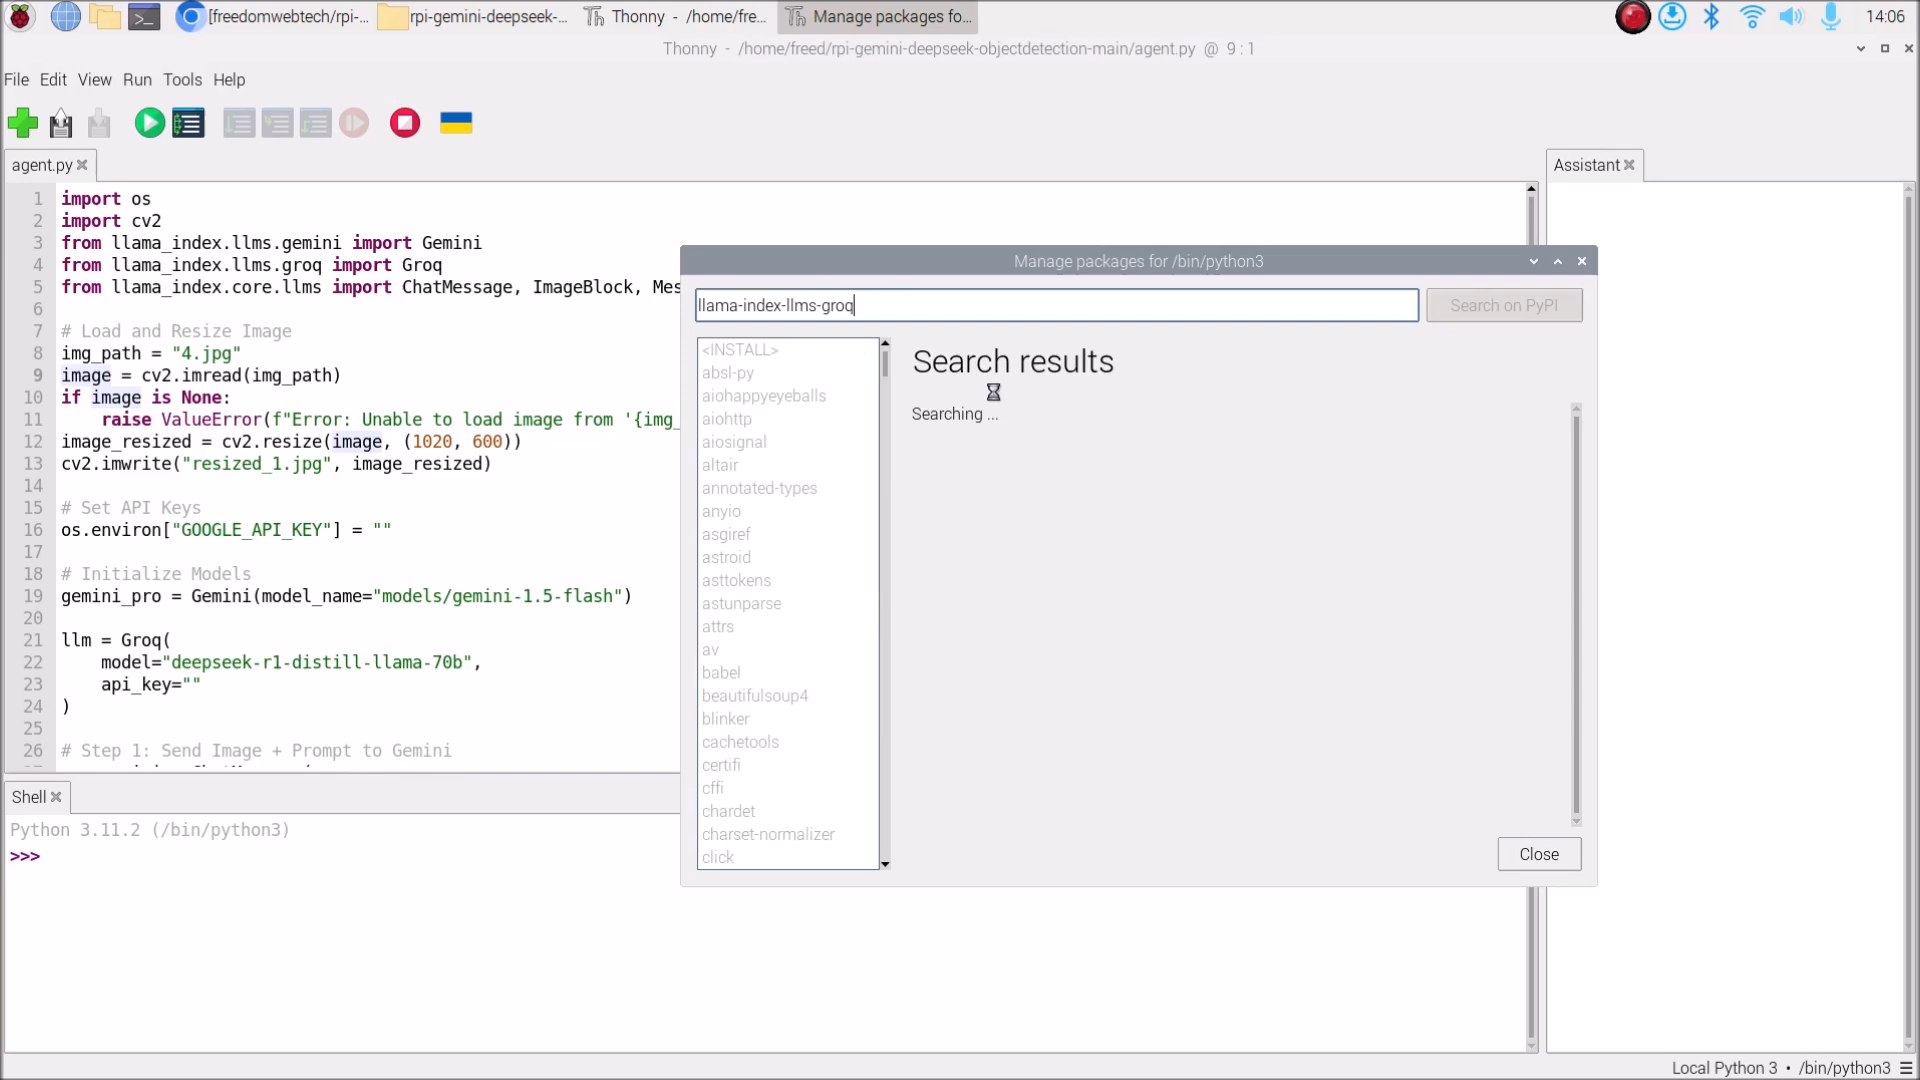 [freedomwebtech/rpi-...
rpi-gemini-deepseek-...
Thonny - /home/fre...
Manage packages fo...
14:06
Thonny - /home/freed/rpi-gemini-deepseek-objectdetection-main/agent.py @ 9 : 1
File Edit View Run Tools Help
agent.py
Assistant
1 import os
2 import cv2
3 from llama_index.llms.gemini import Gemini
4 from llama_index.llms.groq import Groq
5 from llama_index.core.llms import ChatMessage, ImageBlock, Mes
6
7 # Load and Resize Image
8 img_path = "4.jpg"
9 image = cv2.imread(img_path)
10 if image is None:
11     raise ValueError(f"Error: Unable to load image from '{img_
12 image_resized = cv2.resize(image, (1020, 600))
13 cv2.imwrite("resized_1.jpg", image_resized)
14
15 # Set API Keys
16 os.environ["GOOGLE_API_KEY"] = ""
17
18 # Initialize Models
19 gemini_pro = Gemini(model_name="models/gemini-1.5-flash")
20
21 llm = Groq(
22     model="deepseek-r1-distill-llama-70b",
23     api_key=""
24 )
25
26 # Step 1: Send Image + Prompt to Gemini
Shell
Python 3.11.2 (/bin/python3)
>>>
Manage packages for /bin/python3
llama-index-llms-groq
Search on PyPI
<INSTALL>
absl-py
aiohappyeyeballs
aiohttp
aiosignal
altair
annotated-types
anyio
asgiref
astroid
asttokens
astunparse
attrs
av
babel
beautifulsoup4
blinker
cachetools
certifi
cffi
chardet
charset-normalizer
click
Search results
Searching ...
Close
Local Python 3 • /bin/python3 ☰